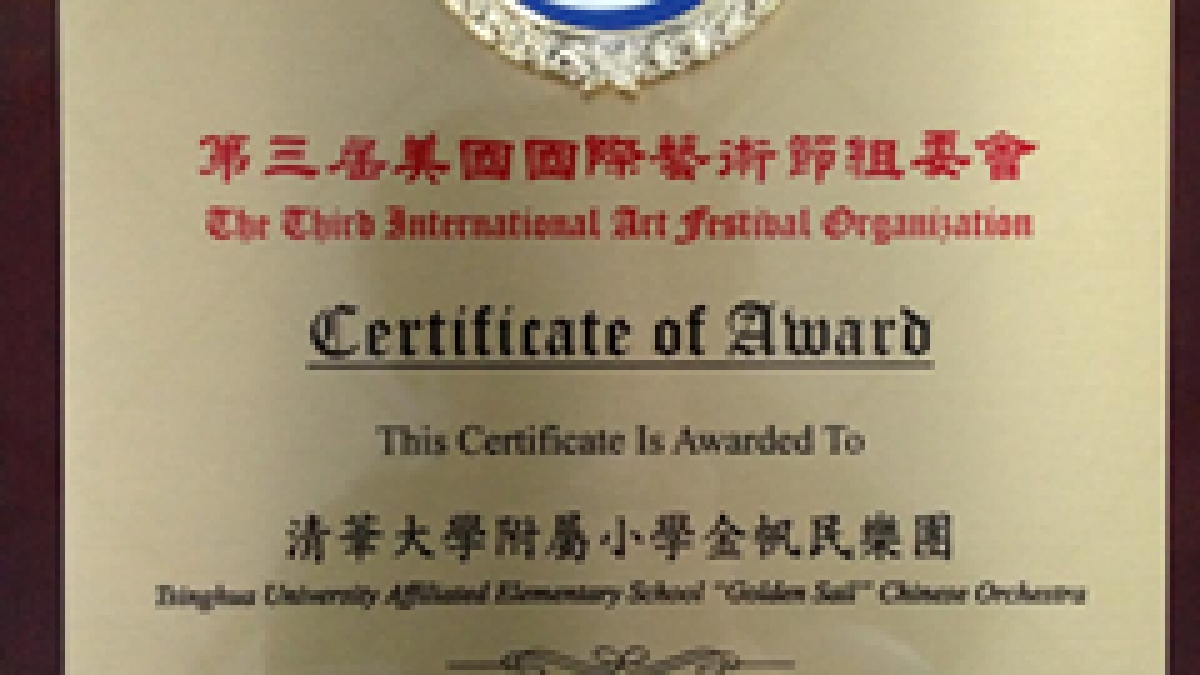 第三届美國國際藝術節組委會
The Third International Art Festival Organization
Certificate of Award
This Certificate Is Awarded To
清華大學附屬小學金帆民樂團
Tsinghua University Affiliated Elementary School "Golden Sail" Chinese Orchestra